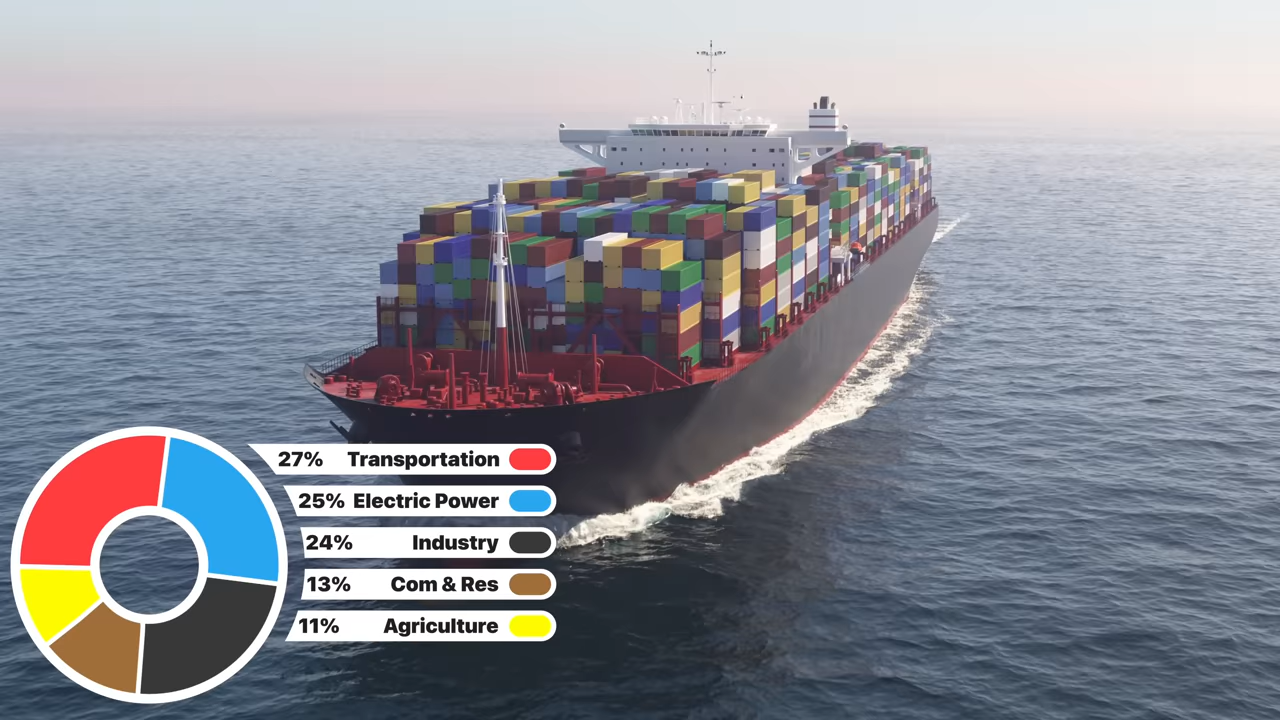 27% Transportation
25% Electric Power
24% Industry
13% Com & Res
11% Agriculture